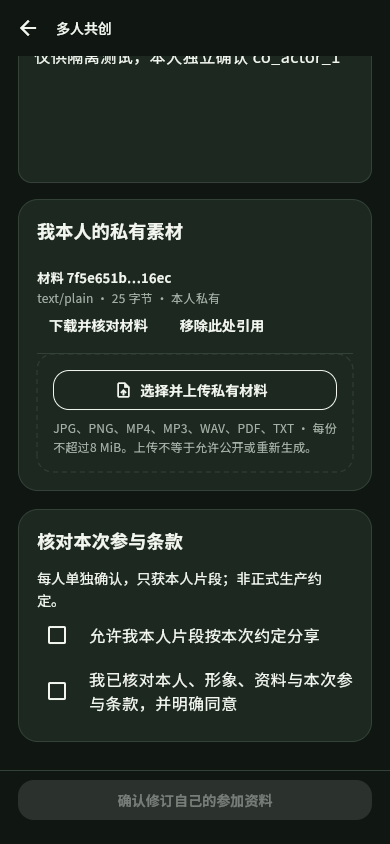 多人共创
仅供隔离测试，本人独立确认 co_actor_1
我本人的私有素材
材料 7f5e651b…16ec
text/plain · 25 字节 · 本人私有
下载并核对材料 移除此处引用
选择并上传私有材料
JPG、PNG、MP4、MP3、WAV、PDF、TXT · 每份
不超过8 MiB。上传不等于允许公开或重新生成。
核对本次参与条款
每人单独确认，只获本人片段；非正式生产约
定。
允许我本人片段按本次约定分享
我已核对本人、形象、资料与本次参
与条款，并明确同意
确认修订自己的参加资料